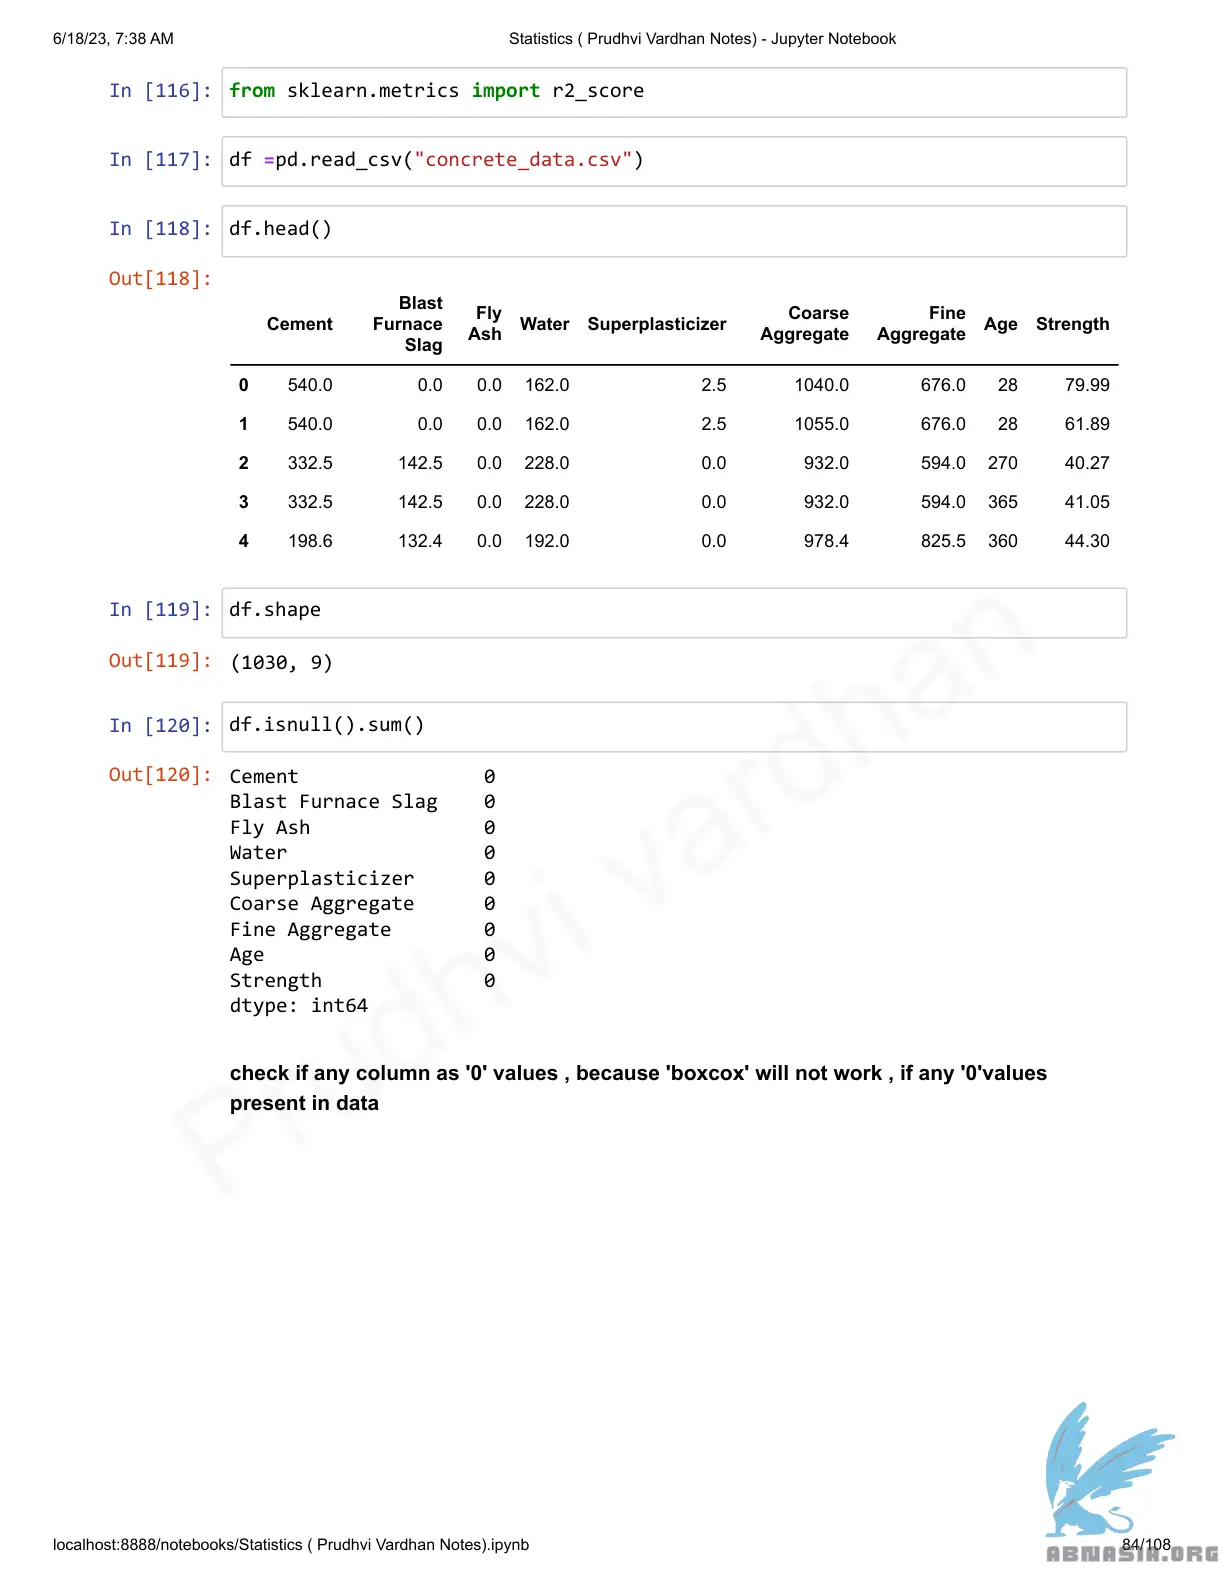 6/18/23, 7:38 AM Statistics ( Prudhvi Vardhan Notes) - Jupyter Notebook
In [116]: from sklearn.metrics import r2_score
In [117]: df =pd.read_csv("concrete_data.csv")
In [118]: df.head()
Out[118]:
Cement Blast Furnace Slag Fly Ash Water Superplasticizer Coarse Aggregate Fine Aggregate Age Strength
0 540.0 0.0 0.0 162.0 2.5 1040.0 676.0 28 79.99
1 540.0 0.0 0.0 162.0 2.5 1055.0 676.0 28 61.89
2 332.5 142.5 0.0 228.0 0.0 932.0 594.0 270 40.27
3 332.5 142.5 0.0 228.0 0.0 932.0 594.0 365 41.05
4 198.6 132.4 0.0 192.0 0.0 978.4 825.5 360 44.30
In [119]: df.shape
Out[119]: (1030, 9)
In [120]: df.isnull().sum()
Out[120]: Cement 0
Blast Furnace Slag 0
Fly Ash 0
Water 0
Superplasticizer 0
Coarse Aggregate 0
Fine Aggregate 0
Age 0
Strength 0
dtype: int64
check if any column as '0' values , because 'boxcox' will not work , if any '0'values
present in data
Prudhvi vardhan
localhost:8888/notebooks/Statistics ( Prudhvi Vardhan Notes).ipynb 84/108
ABNASIA.ORG